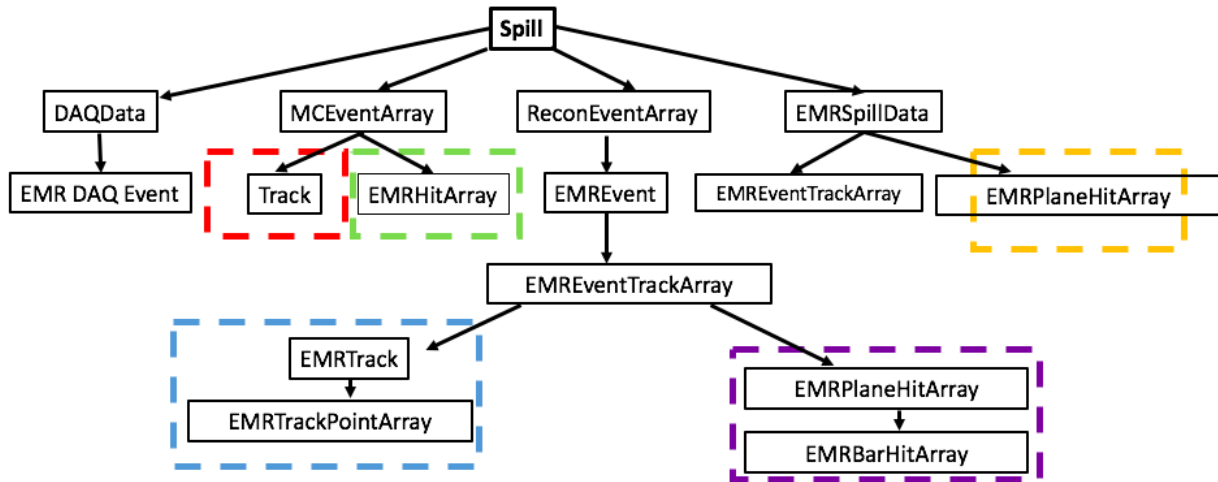 Spill
DAQData
MCEventArray
ReconEventArray
EMRSpillData
EMR DAQ Event
Track
EMRHitArray
EMREvent
EMREventTrackArray
EMRPlaneHitArray
EMREventTrackArray
EMRTrack
EMRPlaneHitArray
EMRTrackPointArray
EMRBarHitArray